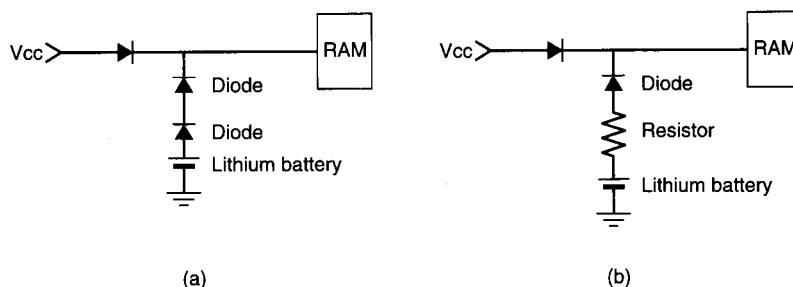 Vcc
RAM
Diode
Diode
Lithium battery
(a)
Vcc
RAM
Diode
Resistor
Lithium battery
(b)